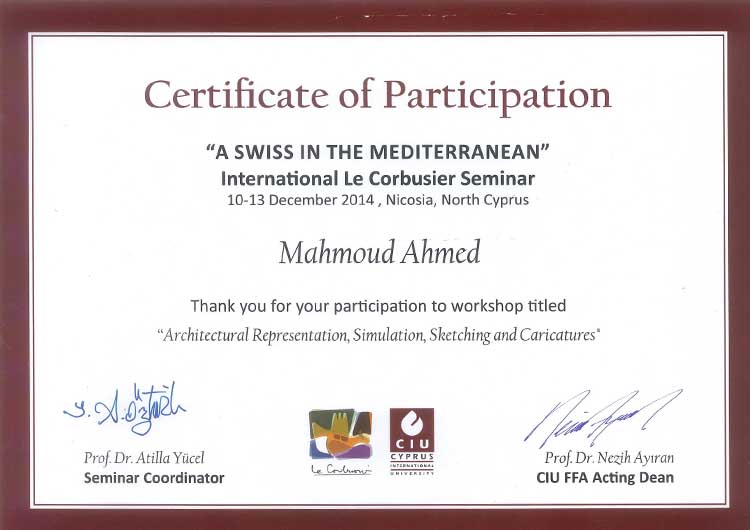 Certificate of Participation
“A SWISS IN THE MEDITERRANEAN”
International Le Corbusier Seminar
10-13 December 2014 , Nicosia, North Cyprus
Mahmoud Ahmed
Thank you for your participation to workshop titled
“Architectural Representation, Simulation, Sketching and Caricatures"
Prof. Dr. Atilla Yücel
Seminar Coordinator
Le Corbusier
CIU
CYPRUS
INTERNATIONAL
UNIVERSITY
Prof. Dr. Nezih Ayıran
CIU FFA Acting Dean